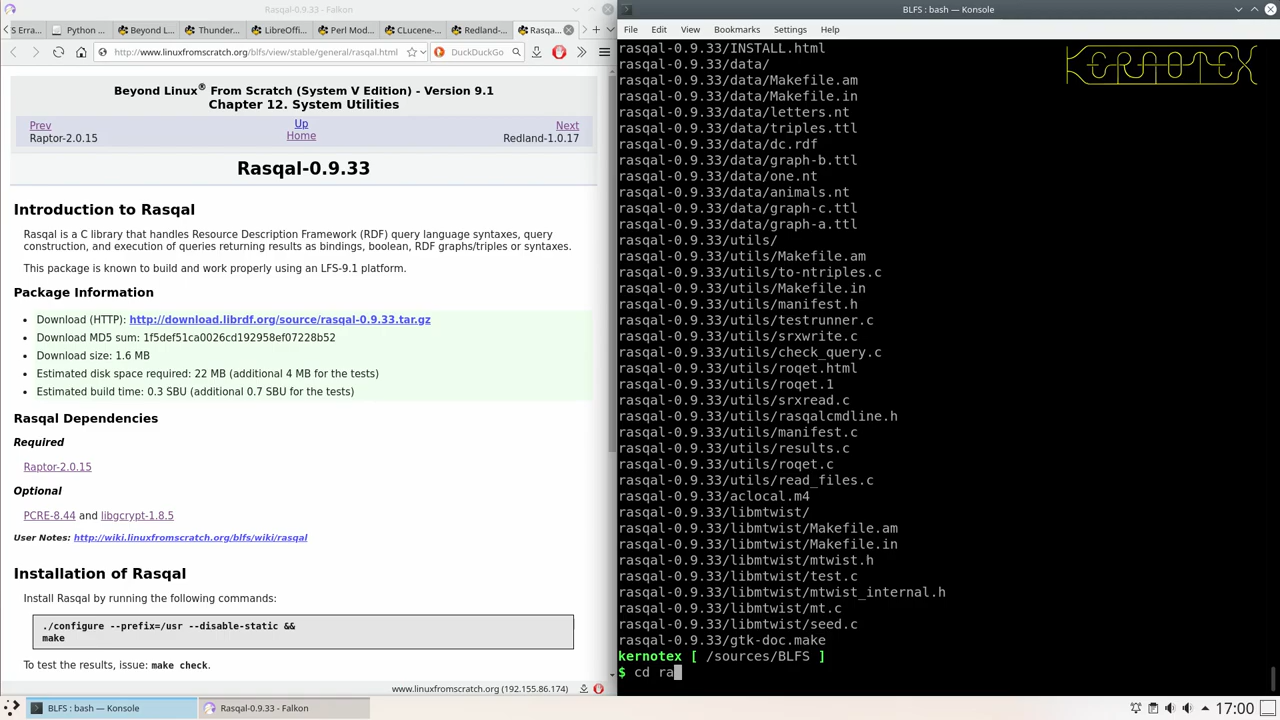 Rasqal-0.9.33 - Falkon
BLFS : bash — Konsole
S Erra...
Python ...
Beyond L...
Thunder...
LibreOffi...
Perl Mod...
CLucene-...
Redland-...
Rasqa...
File Edit View Bookmarks Settings Help
http://www.linuxfromscratch.org/blfs/view/stable/general/rasqal.html
DuckDuckGo
Beyond Linux® From Scratch (System V Edition) - Version 9.1
Chapter 12. System Utilities
Prev
Up
Next
Raptor-2.0.15
Home
Redland-1.0.17
Rasqal-0.9.33
Introduction to Rasqal
Rasqal is a C library that handles Resource Description Framework (RDF) query language syntaxes, query
construction, and execution of queries returning results as bindings, boolean, RDF graphs/triples or syntaxes.
This package is known to build and work properly using an LFS-9.1 platform.
Package Information
• Download (HTTP): http://download.librdf.org/source/rasqal-0.9.33.tar.gz
• Download MD5 sum: 1f5def51ca0026cd192958ef07228b52
• Download size: 1.6 MB
• Estimated disk space required: 22 MB (additional 4 MB for the tests)
• Estimated build time: 0.3 SBU (additional 0.7 SBU for the tests)
Rasqal Dependencies
Required
Raptor-2.0.15
Optional
PCRE-8.44 and libgcrypt-1.8.5
User Notes: http://wiki.linuxfromscratch.org/blfs/wiki/rasqal
Installation of Rasqal
Install Rasqal by running the following commands:
./configure --prefix=/usr --disable-static &&
make
To test the results, issue: make check.
www.linuxfromscratch.org (192.155.86.174)
KERNOTEX
rasqal-0.9.33/INSTALL.html
rasqal-0.9.33/data/
rasqal-0.9.33/data/Makefile.am
rasqal-0.9.33/data/Makefile.in
rasqal-0.9.33/data/letters.nt
rasqal-0.9.33/data/triples.ttl
rasqal-0.9.33/data/dc.rdf
rasqal-0.9.33/data/graph-b.ttl
rasqal-0.9.33/data/one.nt
rasqal-0.9.33/data/animals.nt
rasqal-0.9.33/data/graph-c.ttl
rasqal-0.9.33/data/graph-a.ttl
rasqal-0.9.33/utils/
rasqal-0.9.33/utils/Makefile.am
rasqal-0.9.33/utils/to-ntriples.c
rasqal-0.9.33/utils/Makefile.in
rasqal-0.9.33/utils/manifest.h
rasqal-0.9.33/utils/testrunner.c
rasqal-0.9.33/utils/srxwrite.c
rasqal-0.9.33/utils/check_query.c
rasqal-0.9.33/utils/roqet.html
rasqal-0.9.33/utils/roqet.1
rasqal-0.9.33/utils/srxread.c
rasqal-0.9.33/utils/rasqalcmdline.h
rasqal-0.9.33/utils/manifest.c
rasqal-0.9.33/utils/results.c
rasqal-0.9.33/utils/roqet.c
rasqal-0.9.33/utils/read_files.c
rasqal-0.9.33/aclocal.m4
rasqal-0.9.33/libmtwist/
rasqal-0.9.33/libmtwist/Makefile.am
rasqal-0.9.33/libmtwist/Makefile.in
rasqal-0.9.33/libmtwist/mtwist.h
rasqal-0.9.33/libmtwist/test.c
rasqal-0.9.33/libmtwist/mtwist_internal.h
rasqal-0.9.33/libmtwist/mt.c
rasqal-0.9.33/libmtwist/seed.c
rasqal-0.9.33/gtk-doc.make
kernotex [ /sources/BLFS ]
$ cd ra
BLFS : bash — Konsole
Rasqal-0.9.33 - Falkon
17:00